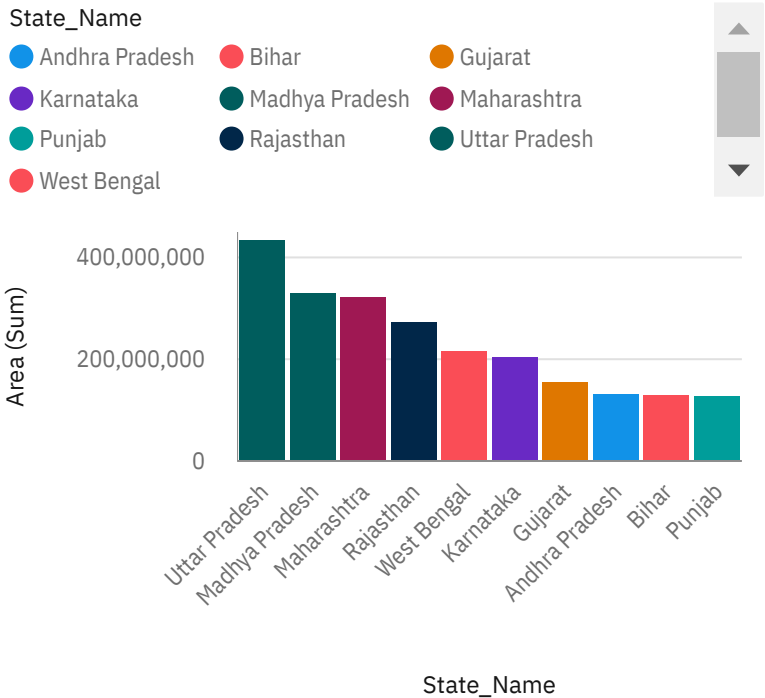 State_Name
Andhra Pradesh Bihar Gujarat
Karnataka Madhya Pradesh Maharashtra
Punjab Rajasthan Uttar Pradesh
West Bengal
Area (Sum)
400,000,000
200,000,000
0
Uttar Pradesh
Madhya Pradesh
Maharashtra
Rajasthan
West Bengal
Karnataka
Gujarat
Andhra Pradesh
Bihar
Punjab
State_Name